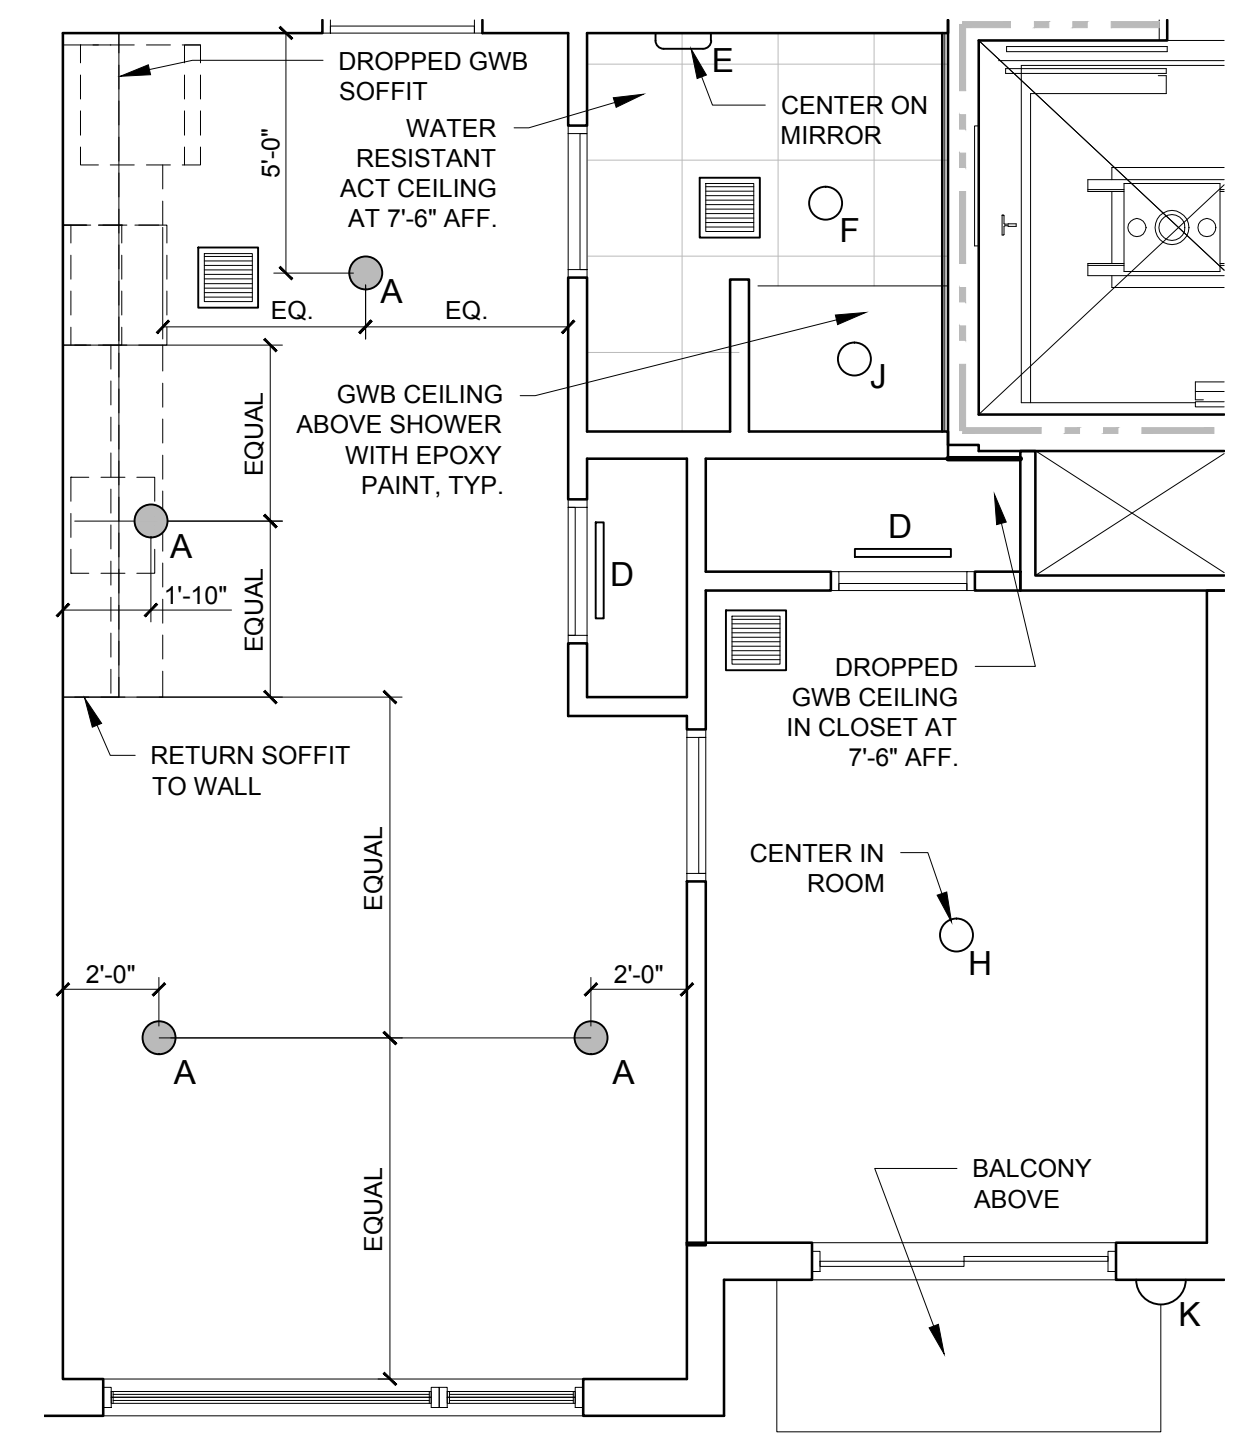 DROPPED GWB
SOFFIT
E
CENTER ON
MIRROR
WATER
RESISTANT
ACT CEILING
AT 7'-6" AFF.
5'-0"
F
A
EQ.
EQ.
J
GWB CEILING
ABOVE SHOWER
WITH EPOXY
PAINT, TYP.
EQUAL
A
D
D
1'-10"
EQUAL
DROPPED
GWB CEILING
IN CLOSET AT
7'-6" AFF.
RETURN SOFFIT
TO WALL
EQUAL
CENTER IN
ROOM
H
2'-0"
2'-0"
A
A
EQUAL
BALCONY
ABOVE
K